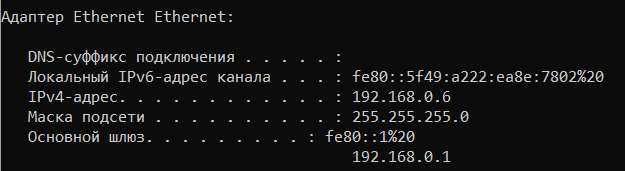 Адаптер Ethernet Ethernet:
DNS-суффикс подключения . . . . . :
Локальный IPv6-адрес канала . . . : fe80::5f49:a222:ea8e:7802%20
IPv4-адрес. . . . . . . . . . . . : 192.168.0.6
Маска подсети . . . . . . . . . . : 255.255.255.0
Основной шлюз. . . . . . . . . : fe80::1%20
192.168.0.1